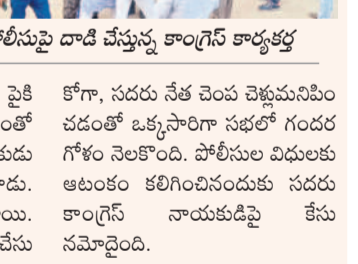 పోలీసుపై దాడి చేస్తున్న కాంగ్రెస్ కార్యకర్త
పైకి
ంతో
కుడు
డు.
యి.
చేసు
కోగా, సదరు నేత చెంప చెళ్లుమనిపిం
చడంతో ఒక్కసారిగా సభలో గందర
గోళం నెలకొంది. పోలీసుల విధులకు
ఆటంకం కలిగించినందుకు సదరు
కాంగ్రెస్ నాయకుడిపై కేసు
నమోదైంది.